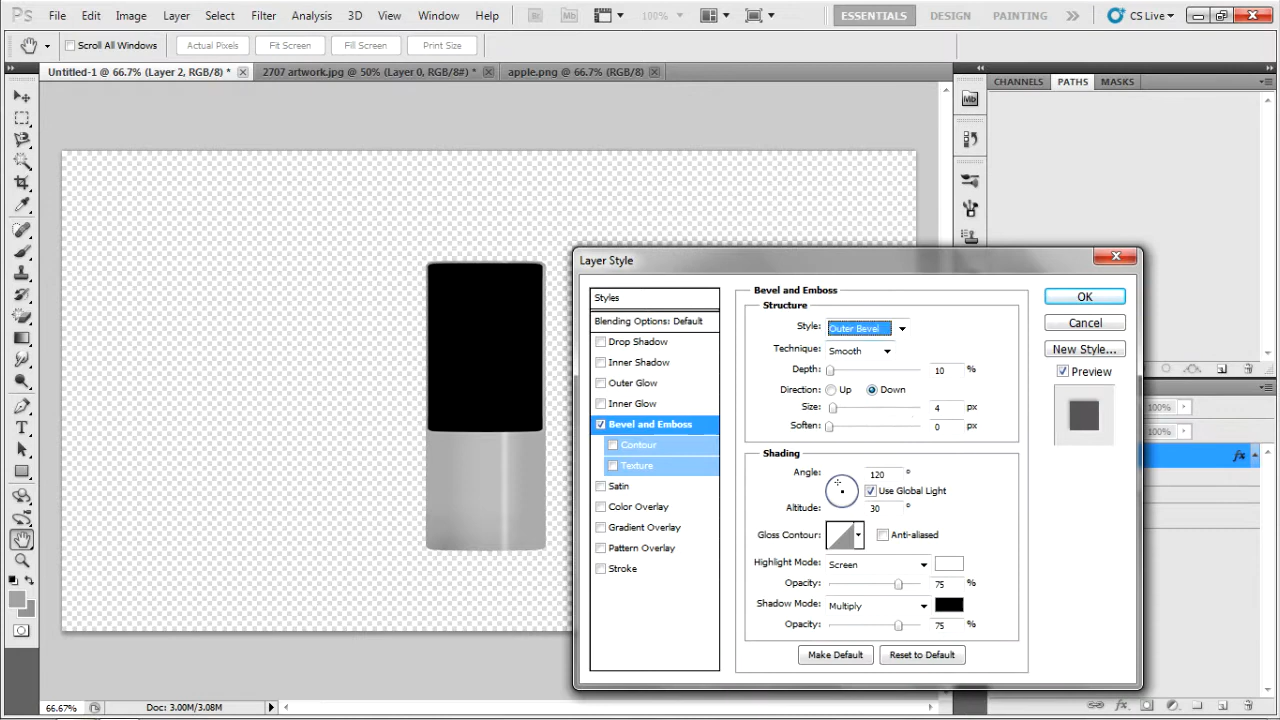 Ps File Edit Image Layer Select Filter Analysis 3D View Window Help Br Mb 100% ESSENTIALS DESIGN PAINTING CS Live
Scroll All Windows Actual Pixels Fit Screen Fill Screen Print Size
Untitled-1 @ 66.7% (Layer 2, RGB/8) * 2707 artwork.jpg @ 50% (Layer 0, RGB/8#) * apple.png @ 66.7% (RGB/8)
CHANNELS PATHS MASKS
Mb
Layer Style
Styles
Blending Options: Default
Drop Shadow
Inner Shadow
Outer Glow
Inner Glow
Bevel and Emboss
Contour
Texture
Satin
Color Overlay
Gradient Overlay
Pattern Overlay
Stroke
Bevel and Emboss
Structure
Style: Outer Bevel
Technique: Smooth
Depth: 10 %
Direction: Up Down
Size: 4 px
Soften: 0 px
Shading
Angle: 120 °
Use Global Light
Altitude: 30 °
Gloss Contour: Anti-aliased
Highlight Mode: Screen
Opacity: 75 %
Shadow Mode: Multiply
Opacity: 75 %
Make Default Reset to Default
OK
Cancel
New Style...
Preview
100%
100%
fx
66.67% Doc: 3.00M/3.08M
fx